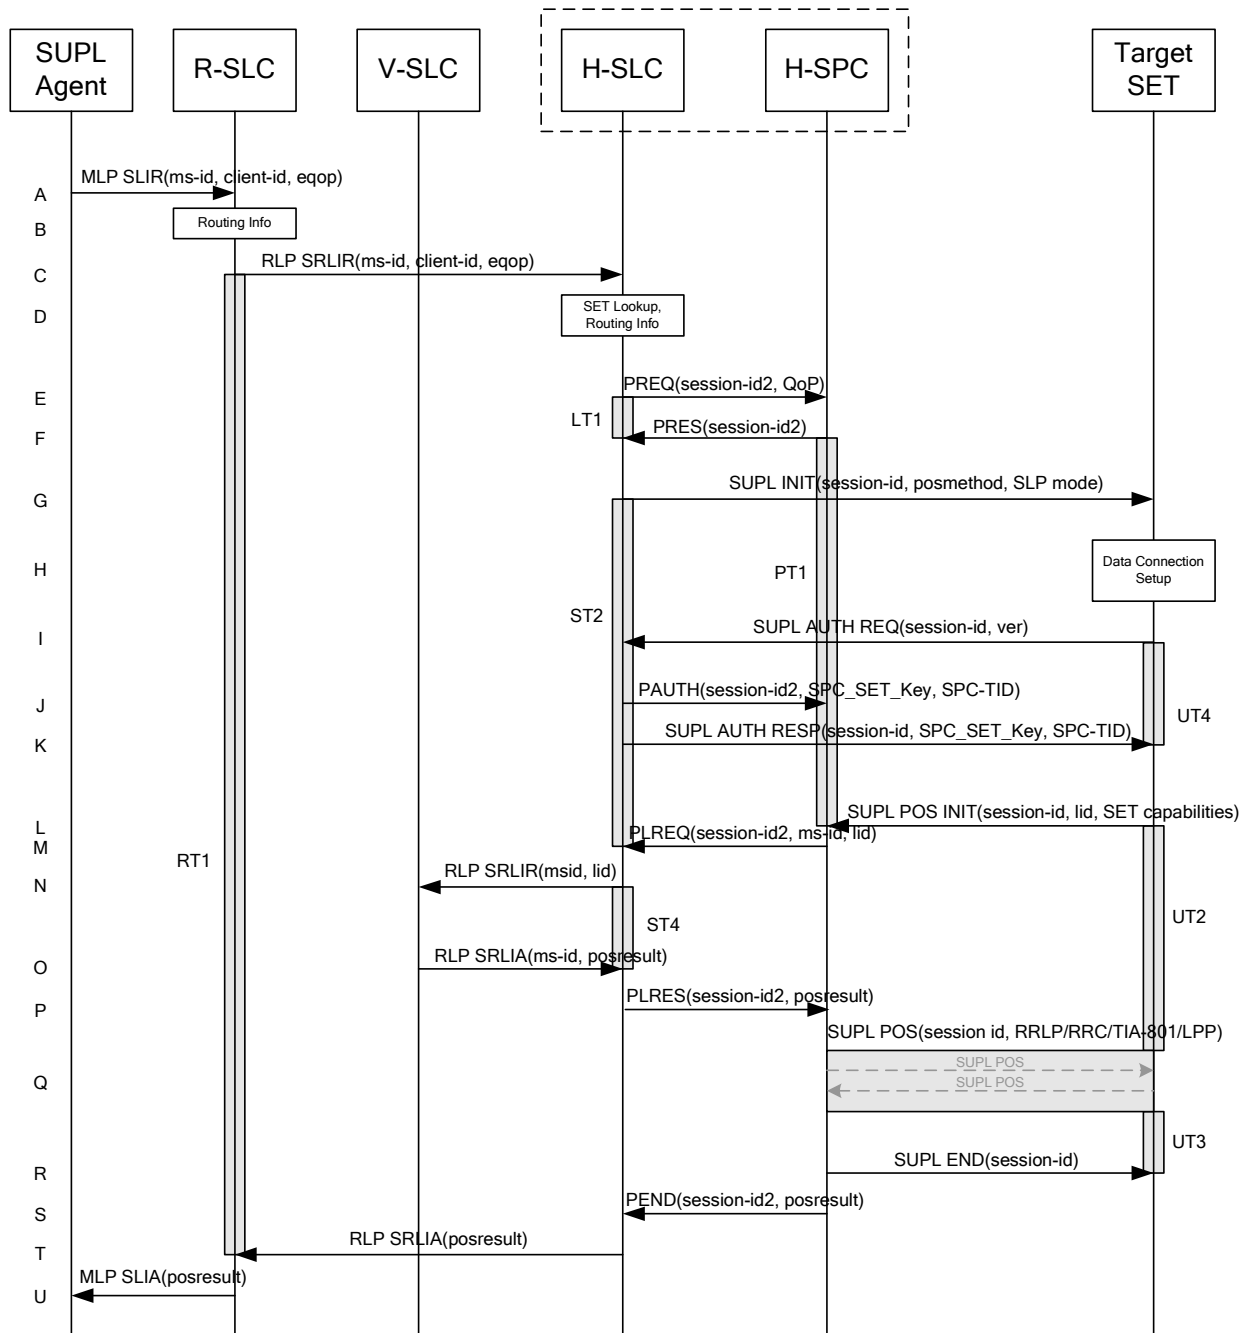 SUPL
Agent
R-SLC
V-SLC
H-SLC
H-SPC
Target
SET
A
MLP SLIR(ms-id, client-id, eqop)
B
Routing Info
C
RLP SRLIR(ms-id, client-id, eqop)
D
SET Lookup,
Routing Info
E
PREQ(session-id2, QoP)
LT1
F
PRES(session-id2)
G
SUPL INIT(session-id, posmethod, SLP mode)
H
PT1
Data Connection
Setup
ST2
I
SUPL AUTH REQ(session-id, ver)
J
PAUTH(session-id2, SPC_SET_Key, SPC-TID)
UT4
K
SUPL AUTH RESP(session-id, SPC_SET_Key, SPC-TID)
L
SUPL POS INIT(session-id, lid, SET capabilities)
M
PLREQ(session-id2, ms-id, lid)
RT1
N
RLP SRLIR(msid, lid)
ST4
UT2
O
RLP SRLIA(ms-id, posresult)
P
PLRES(session-id2, posresult)
SUPL POS(session id, RRLP/RRC/TIA-801/LPP)
SUPL POS
Q
SUPL POS
UT3
R
SUPL END(session-id)
S
PEND(session-id2, posresult)
T
RLP SRLIA(posresult)
U
MLP SLIA(posresult)